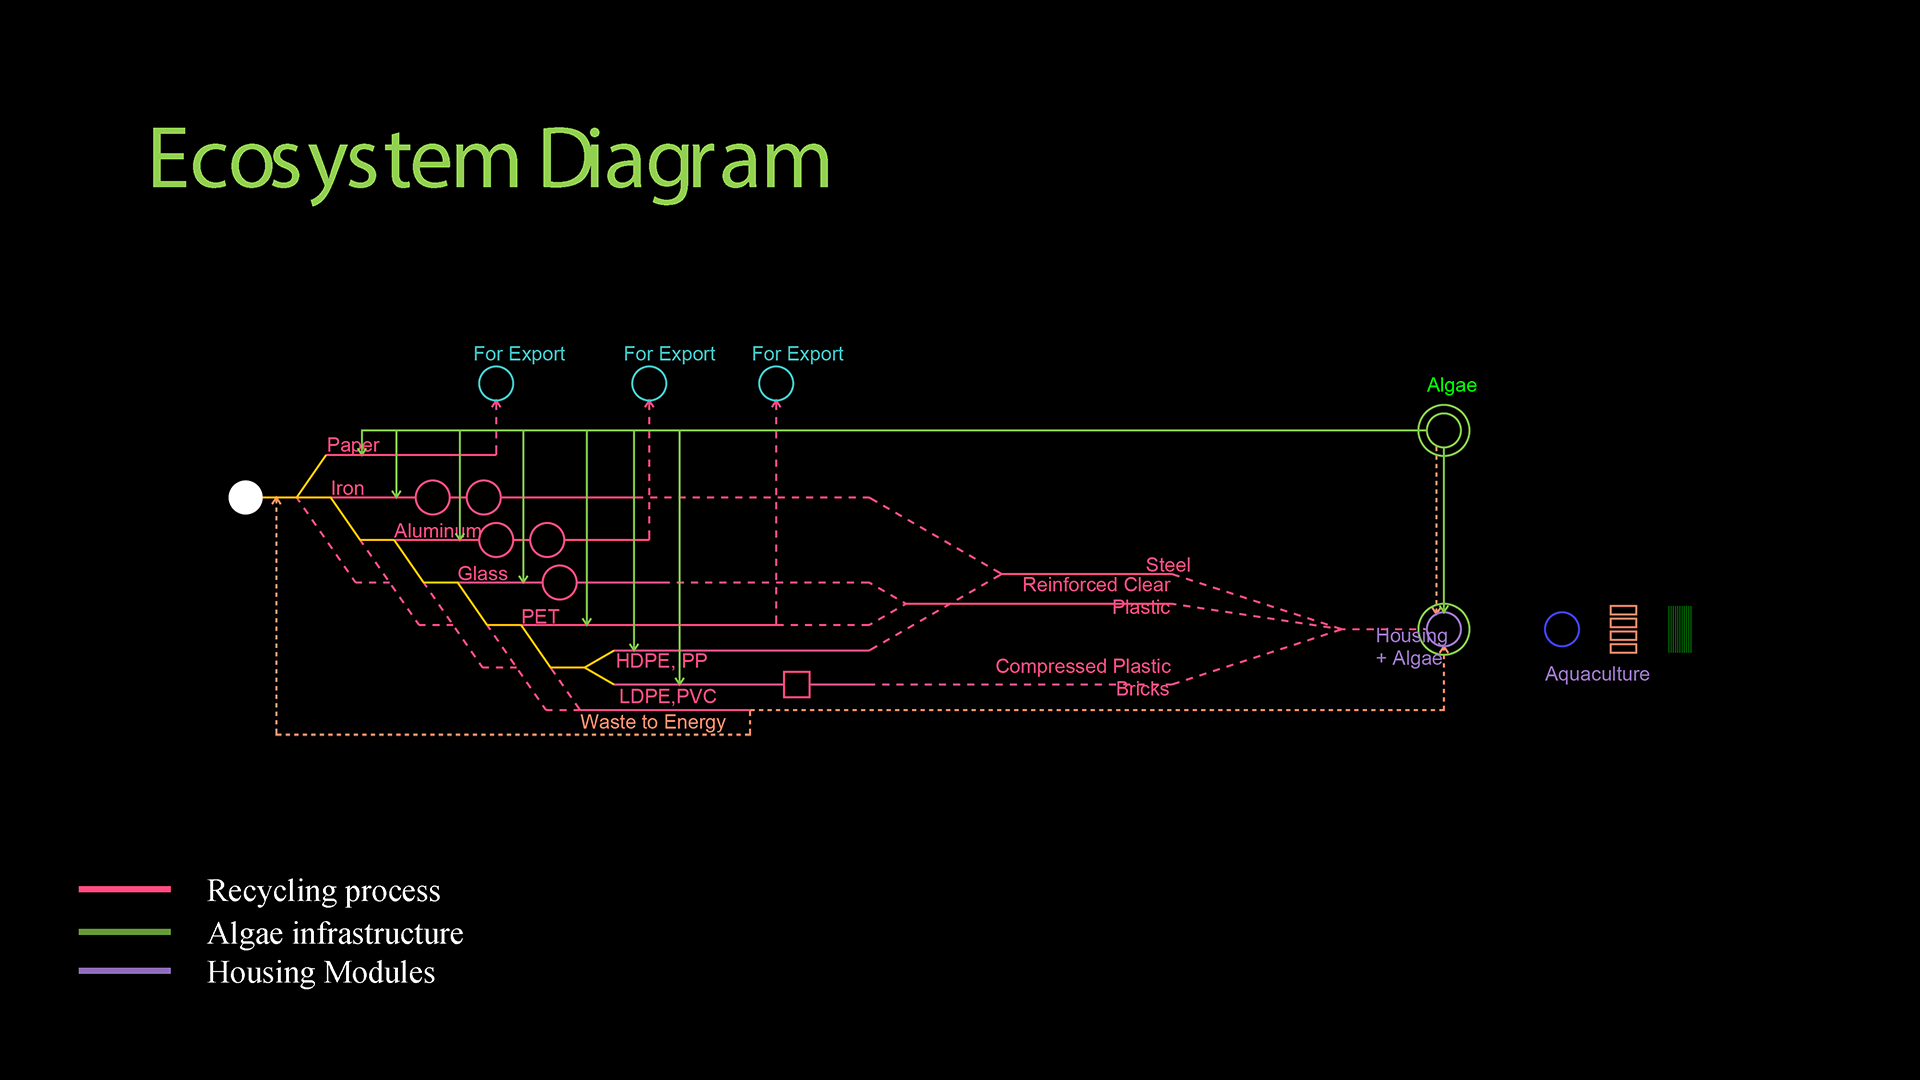 Ecosystem Diagram
For Export
For Export
For Export
Algae
Paper
Iron
Aluminum
Glass
PET
HDPE, PP
LDPE,PVC
Waste to Energy
Steel
Reinforced Clear
Plastic
Compressed Plastic
Bricks
Housing
+ Algae
Aquaculture
Recycling process
Algae infrastructure
Housing Modules